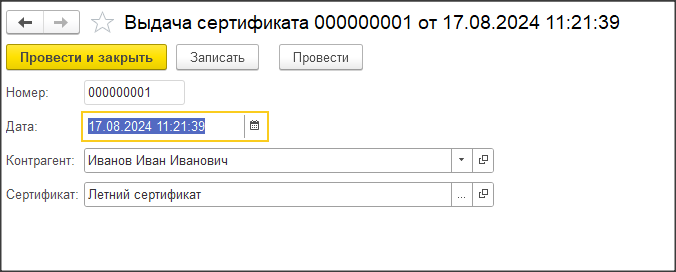 Выдача сертификата 000000001 от 17.08.2024 11:21:39
Провести и закрыть Записать Провести
Номер: 000000001
Дата: 17.08.2024 11:21:39
Контрагент: Иванов Иван Иванович
Сертификат: Летний сертификат ...